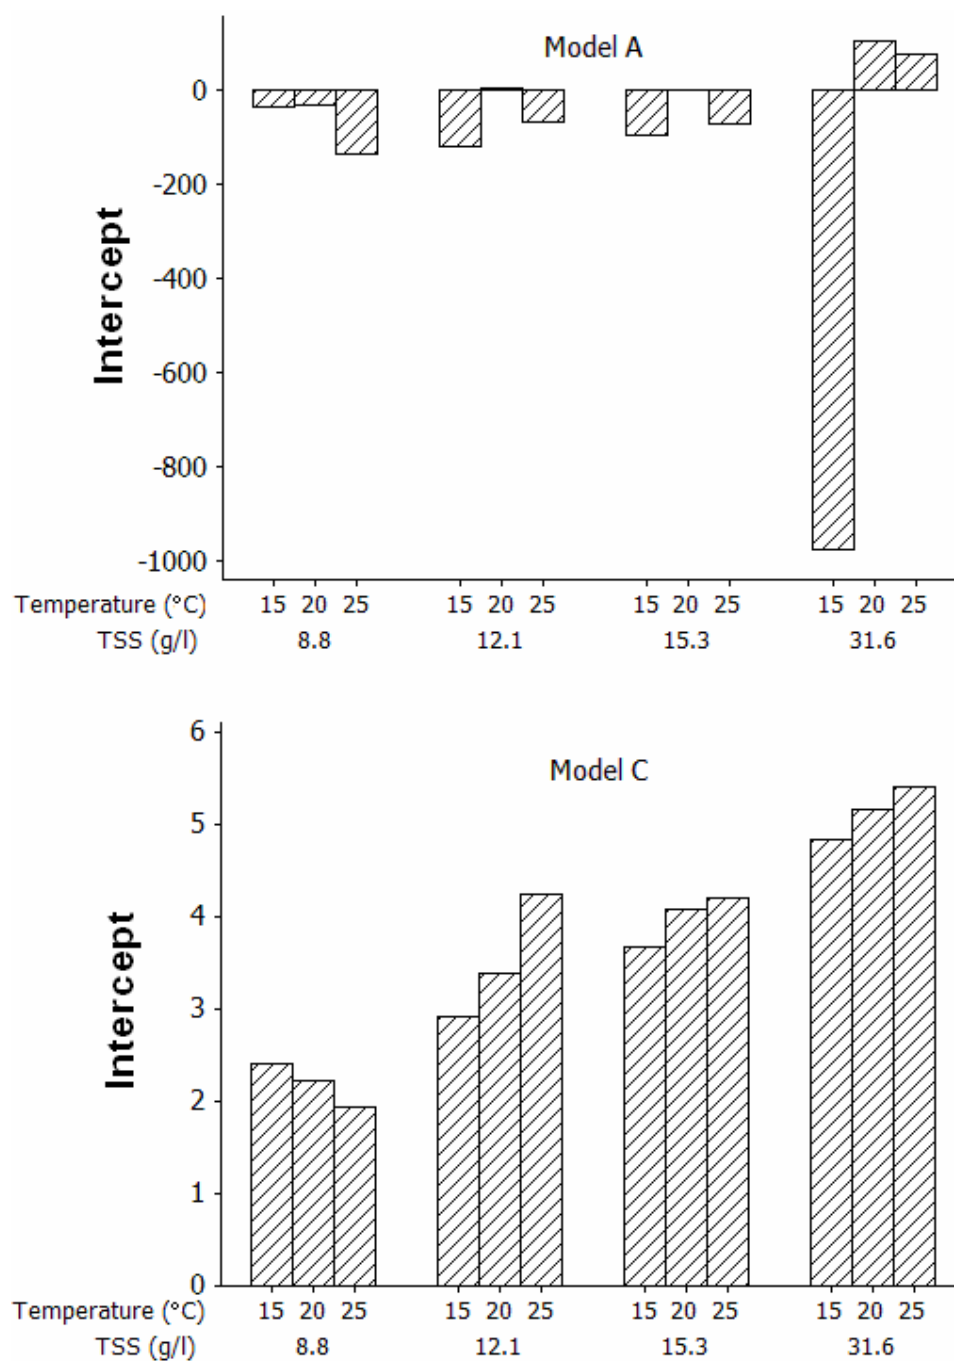 Model A
Intercept
0
-200
-400
-600
-800
-1000
Temperature (°C) 15 20 25 15 20 25 15 20 25 15 20 25
TSS (g/l) 8.8 12.1 15.3 31.6
Model C
Intercept
6
5
4
3
2
1
0
Temperature (°C) 15 20 25 15 20 25 15 20 25 15 20 25
TSS (g/l) 8.8 12.1 15.3 31.6